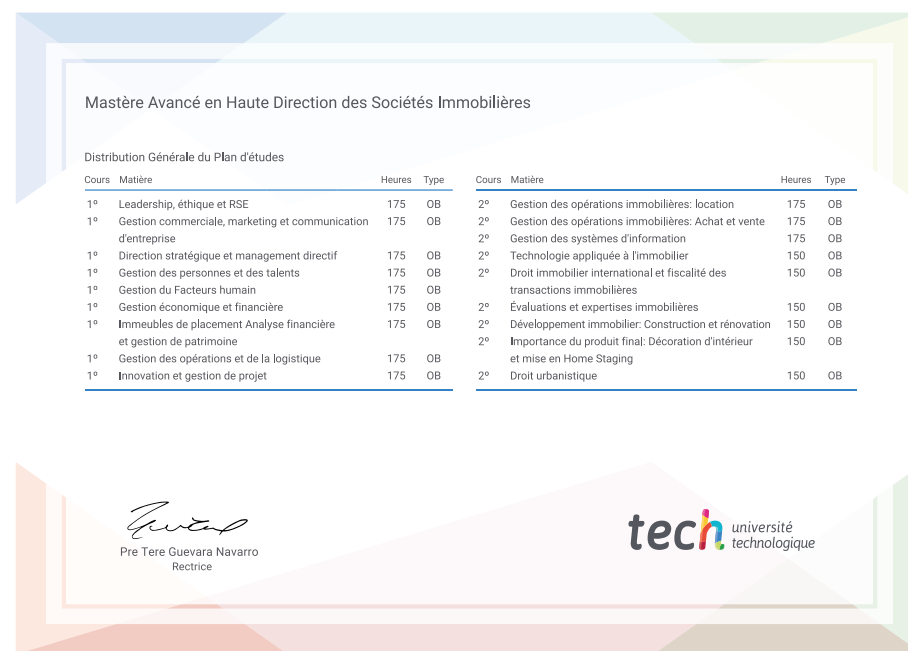 Mastère Avancé en Haute Direction des Sociétés Immobilières
Distribution Générale du Plan d'études
Cours Matière Heures Type
1º Leadership, éthique et RSE 175 OB
1º Gestion commerciale, marketing et communication 175 OB
d'entreprise
1º Direction stratégique et management directif 175 OB
1º Gestion des personnes et des talents 175 OB
1º Gestion du Facteurs humain 175 OB
1º Gestion économique et financière 175 OB
1º Immeubles de placement Analyse financière 175 OB
et gestion de patrimoine
1º Gestion des opérations et de la logistique 175 OB
1º Innovation et gestion de projet 175 OB
Cours Matière Heures Type
2º Gestion des opérations immobilières: location 175 OB
2º Gestion des opérations immobilières: Achat et vente 175 OB
2º Gestion des systèmes d'information 175 OB
2º Technologie appliquée à l'immobilier 150 OB
2º Droit immobilier international et fiscalité des 150 OB
transactions immobilières
2º Évaluations et expertises immobilières 150 OB
2º Développement immobilier: Construction et rénovation 150 OB
2º Importance du produit final: Décoration d'intérieur 150 OB
et mise en Home Staging
2º Droit urbanistique 150 OB
Pre Tere Guevara Navarro
Rectrice
tech université
technologique